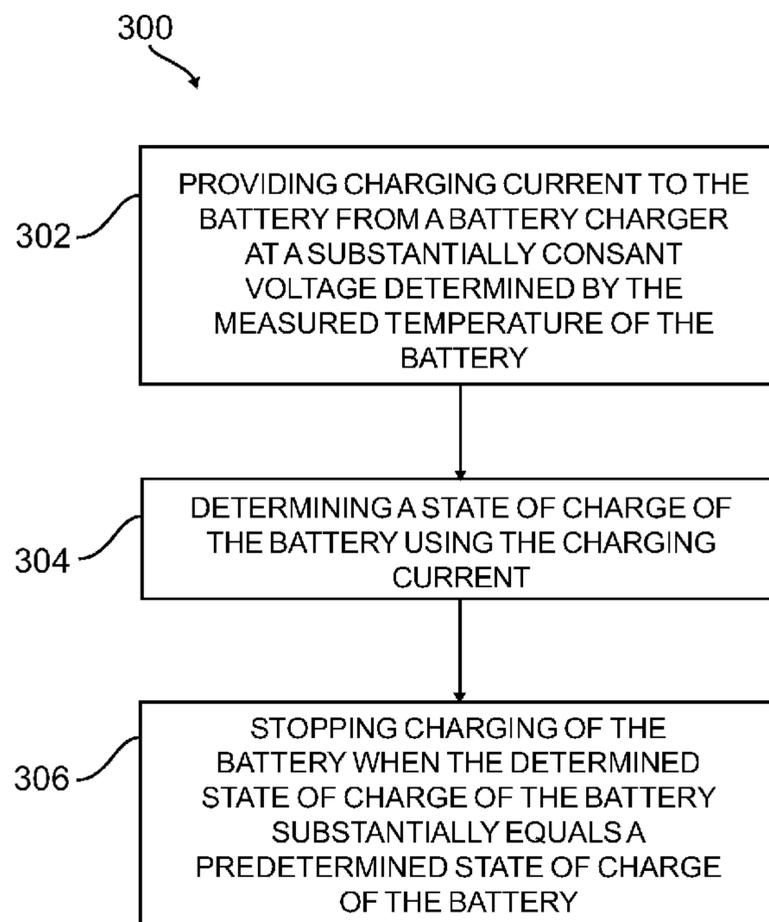 300
302
PROVIDING CHARGING CURRENT TO THE
BATTERY FROM A BATTERY CHARGER
AT A SUBSTANTIALLY CONSANT
VOLTAGE DETERMINED BY THE
MEASURED TEMPERATURE OF THE
BATTERY
304
DETERMINING A STATE OF CHARGE OF
THE BATTERY USING THE CHARGING
CURRENT
306
STOPPING CHARGING OF THE
BATTERY WHEN THE DETERMINED
STATE OF CHARGE OF THE BATTERY
SUBSTANTIALLY EQUALS A
PREDETERMINED STATE OF CHARGE
OF THE BATTERY